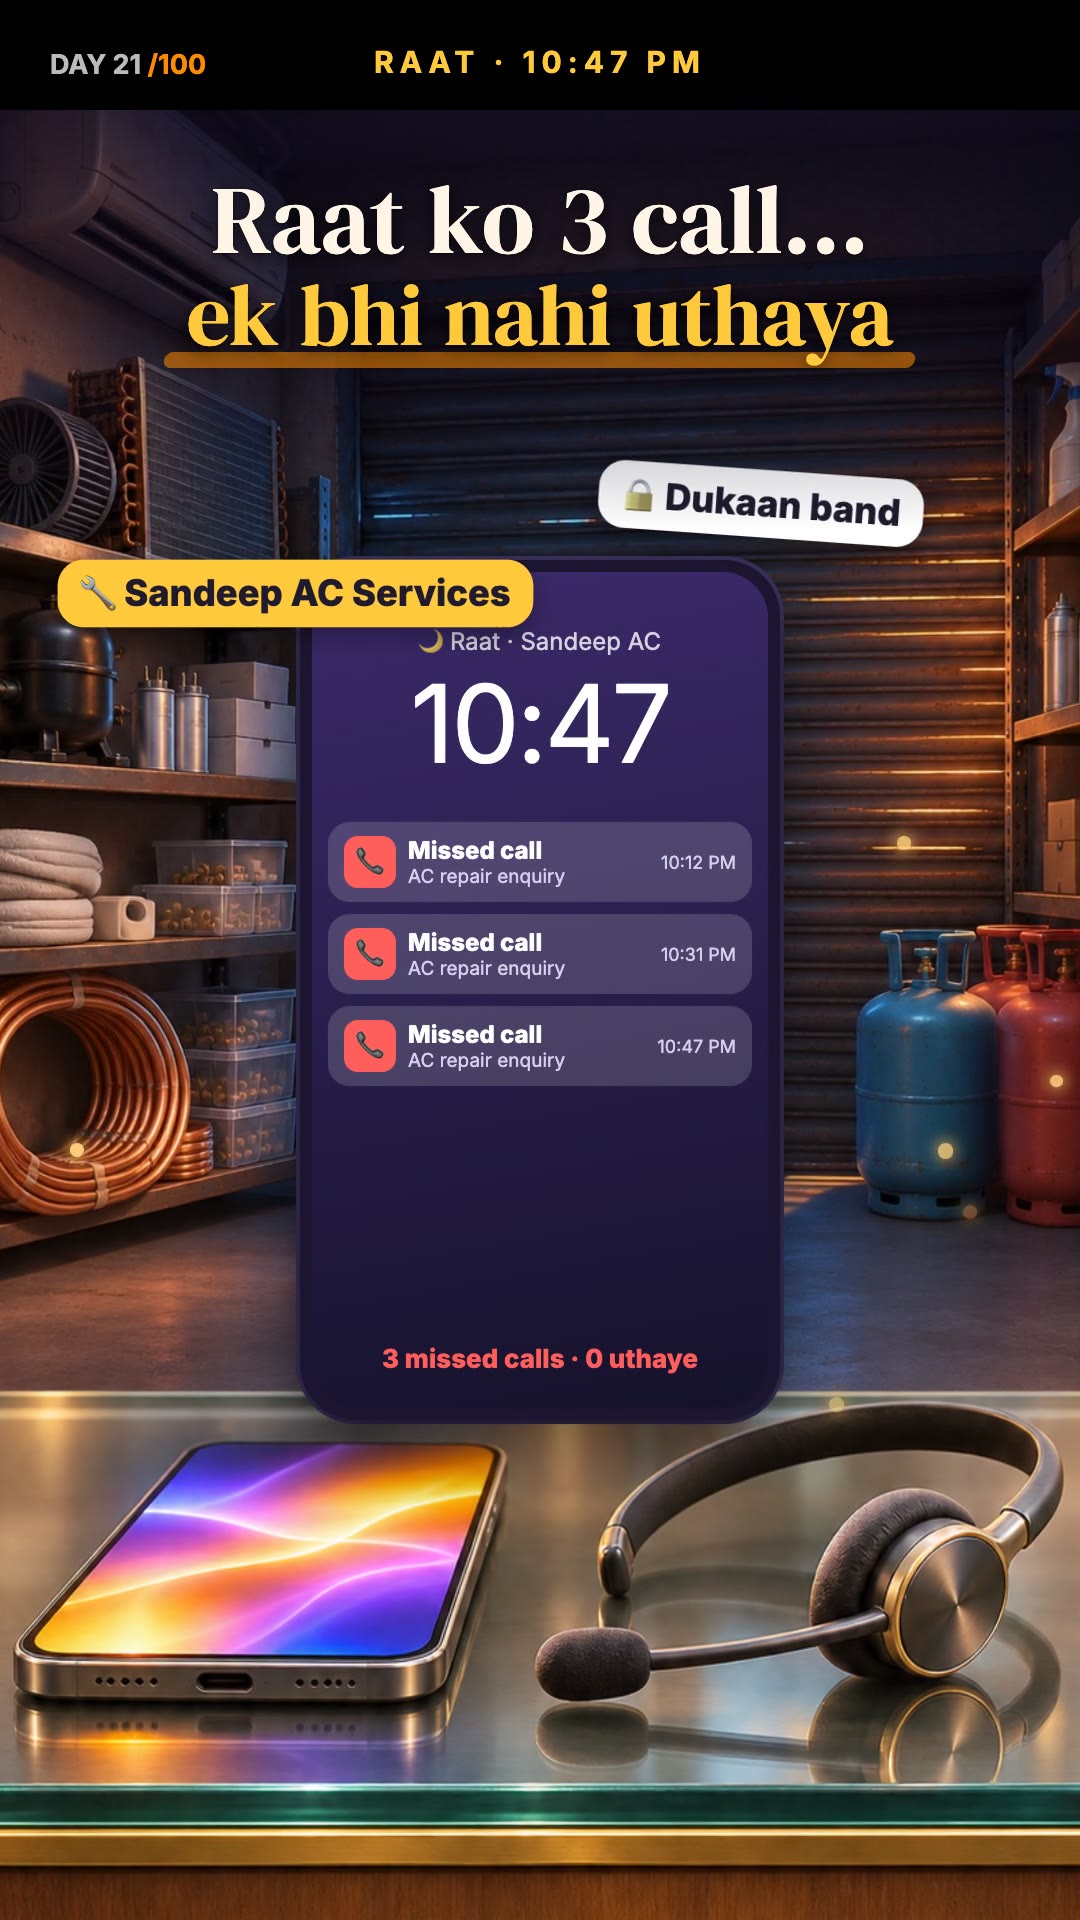 DAY 21 /100
RAAT · 10:47 PM
Raat ko 3 call...
ek bhi nahi uthaya
🔒 Dukaan band
🔧 Sandeep AC Services
🌙 Raat · Sandeep AC
10:47
Missed call
AC repair enquiry
10:12 PM
Missed call
AC repair enquiry
10:31 PM
Missed call
AC repair enquiry
10:47 PM
3 missed calls · 0 uthaye